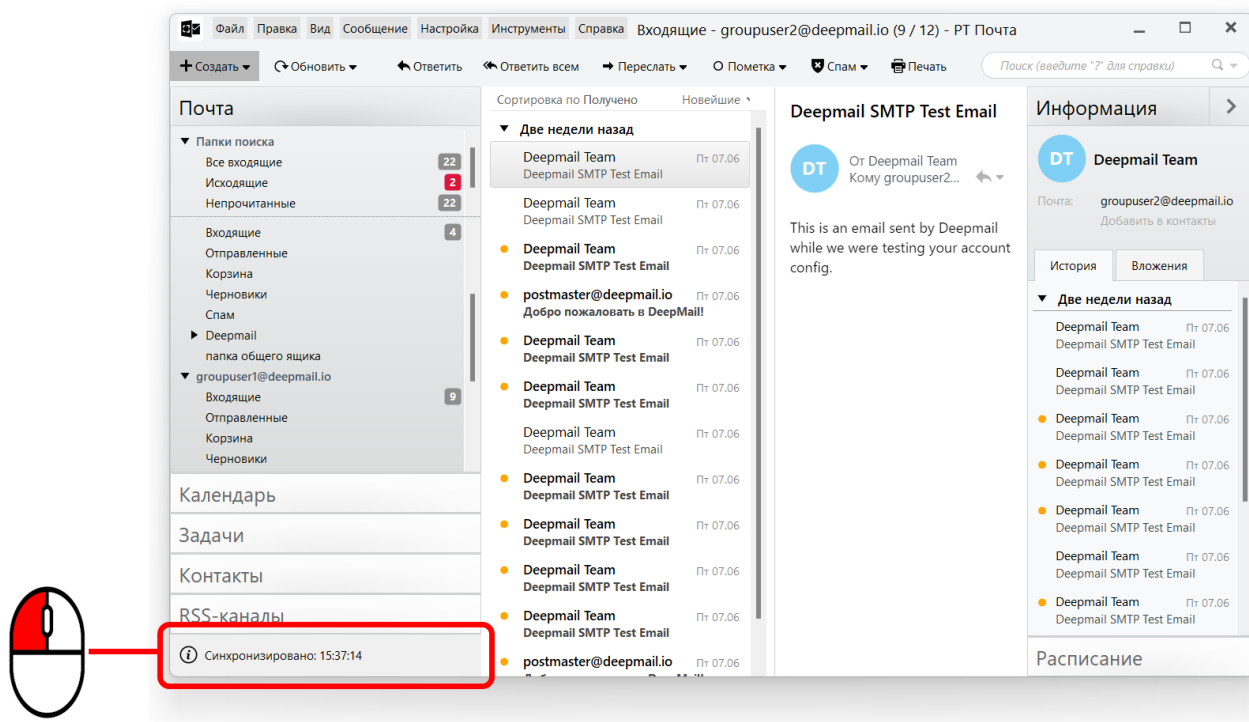 Файл Правка Вид Сообщение Настройка Инструменты Справка Входящие - groupuser2@deepmail.io (9 / 12) - РТ Почта
Создать Обновить Ответить Ответить всем Переслать Пометка Спам Печать Поиск (введите "?" для справки)
Почта
Папки поиска
Все входящие 22
Исходящие 2
Непрочитанные 22
Входящие 4
Отправленные
Корзина
Черновики
Спам
Deepmail
папка общего ящика
groupuser1@deepmail.io
Входящие 9
Отправленные
Корзина
Черновики
Календарь
Задачи
Контакты
RSS-каналы
Синхронизировано: 15:37:14
Сортировка по Получено Новейшие
Две недели назад
Deepmail Team Пт 07.06
Deepmail SMTP Test Email
Deepmail Team Пт 07.06
Deepmail SMTP Test Email
Deepmail Team Пт 07.06
Deepmail SMTP Test Email
postmaster@deepmail.io Пт 07.06
Добро пожаловать в DeepMail!
Deepmail Team Пт 07.06
Deepmail SMTP Test Email
Deepmail Team Пт 07.06
Deepmail SMTP Test Email
Deepmail Team Пт 07.06
Deepmail SMTP Test Email
Deepmail Team Пт 07.06
Deepmail SMTP Test Email
Deepmail Team Пт 07.06
Deepmail SMTP Test Email
Deepmail Team Пт 07.06
Deepmail SMTP Test Email
Deepmail Team Пт 07.06
Deepmail SMTP Test Email
postmaster@deepmail.io Пт 07.06
Deepmail SMTP Test Email
DT
От Deepmail Team
Кому groupuser2...
This is an email sent by Deepmail
while we were testing your account
config.
Информация
DT Deepmail Team
Почта: groupuser2@deepmail.io
Добавить в контакты
История Вложения
Две недели назад
Deepmail Team Пт 07.06
Deepmail SMTP Test Email
Deepmail Team Пт 07.06
Deepmail SMTP Test Email
Deepmail Team Пт 07.06
Deepmail SMTP Test Email
Deepmail Team Пт 07.06
Deepmail SMTP Test Email
Deepmail Team Пт 07.06
Deepmail SMTP Test Email
Deepmail Team Пт 07.06
Deepmail SMTP Test Email
Deepmail Team Пт 07.06
Deepmail SMTP Test Email
Расписание